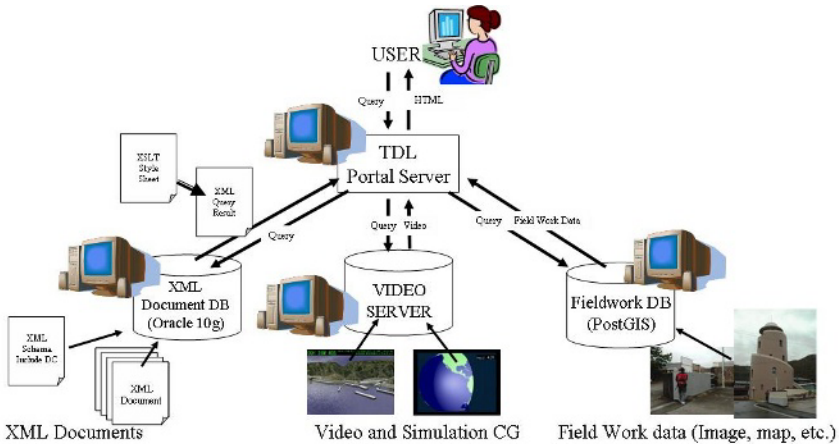 USER
Query
HTML
TDL
Portal Server
XSLT
Style
Sheet
XML
Query
Result
Query
Query
Video
Query
Field Work Data
XML
Document DB
(Oracle 10g)
VIDEO
SERVER
Fieldwork DB
(PostGIS)
XML
Schema
Include DC
XML
Document
XML Documents
Video and Simulation CG
Field Work data (Image, map, etc.)